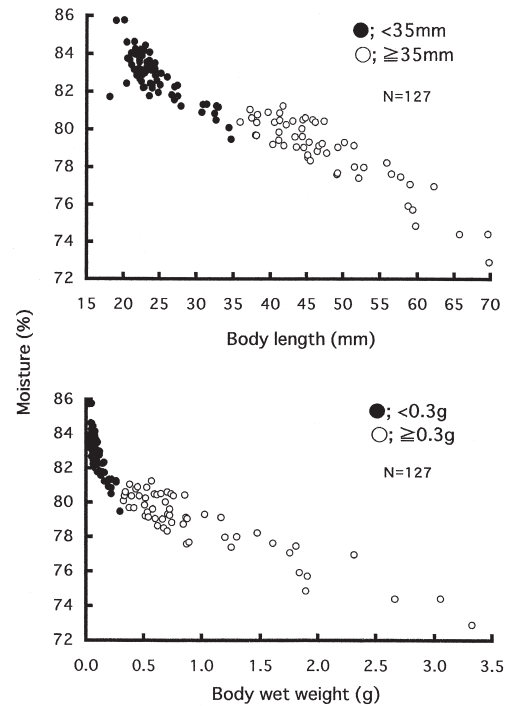 86
84
82
80
78
76
74
72
●; <35mm
○; ≧35mm
N=127
15 20 25 30 35 40 45 50 55 60 65 70
Body length (mm)
Moisture (%)
86
84
82
80
78
76
74
72
●; <0.3g
○; ≧0.3g
N=127
0.0 0.5 1.0 1.5 2.0 2.5 3.0 3.5
Body wet weight (g)